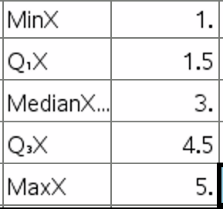 MinX 1.
Q₁X 1.5
MedianX... 3.
Q₃X 4.5
MaxX 5.